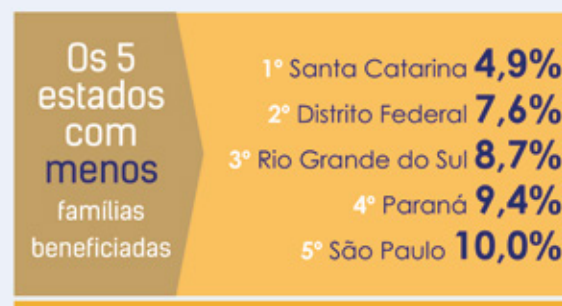 Os 5
estados
com
menos
famílias
beneficiadas
1º Santa Catarina 4,9%
2º Distrito Federal 7,6%
3º Rio Grande do Sul 8,7%
4º Paraná 9,4%
5º São Paulo 10,0%